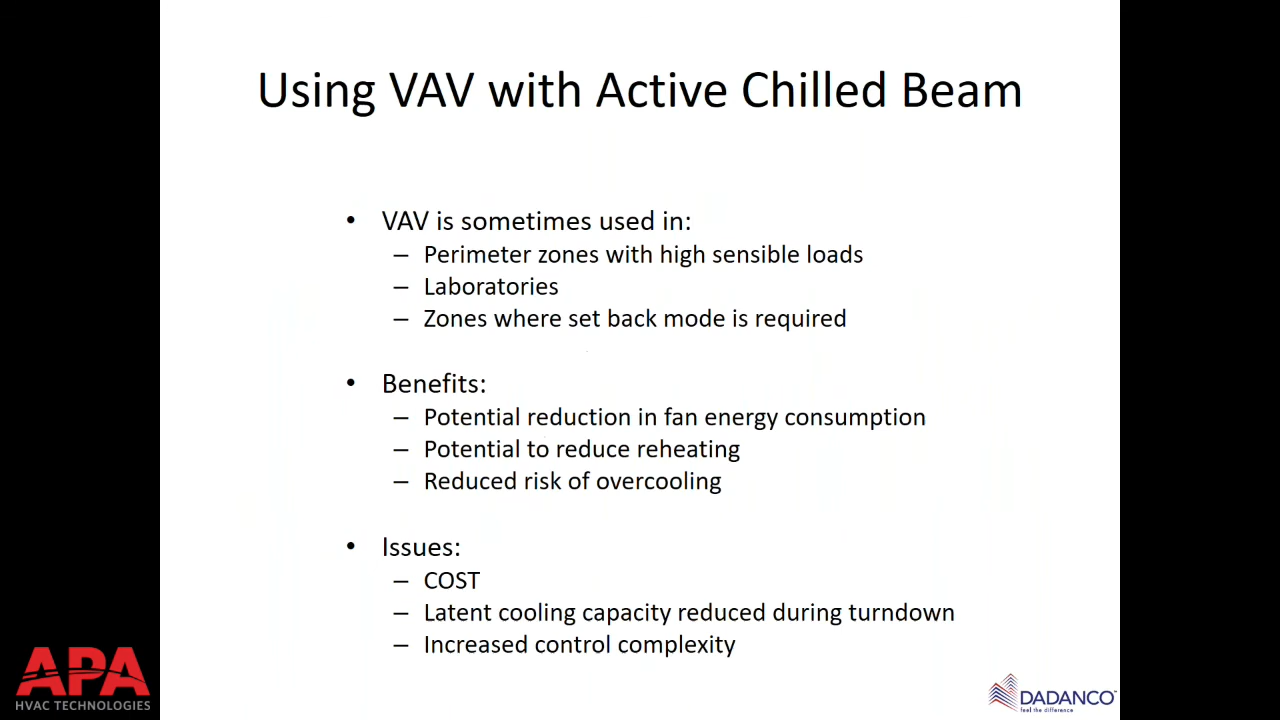 Using VAV with Active Chilled Beam
• VAV is sometimes used in:
– Perimeter zones with high sensible loads
– Laboratories
– Zones where set back mode is required
• Benefits:
– Potential reduction in fan energy consumption
– Potential to reduce reheating
– Reduced risk of overcooling
• Issues:
– COST
– Latent cooling capacity reduced during turndown
– Increased control complexity
APA
HVAC TECHNOLOGIES
DADANCO™
feel the difference